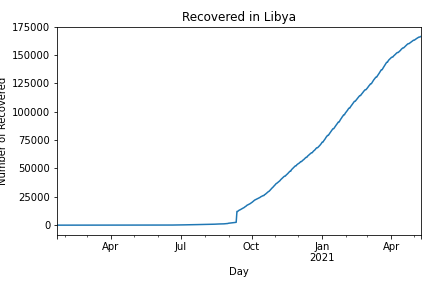 Recovered in Libya
Number of Recovered
175000
150000
125000
100000
75000
50000
25000
0
Apr
Jul
Oct
Jan
2021
Apr
Day